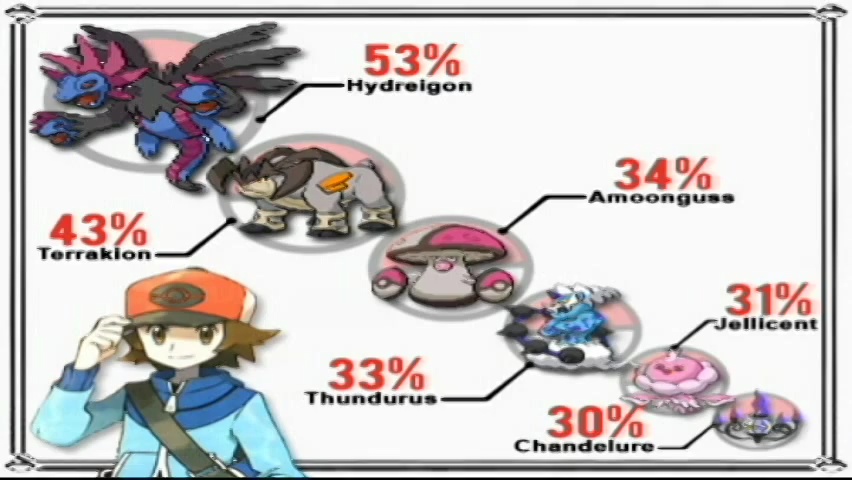 53%
Hydreigon
43%
Terrakion
34%
Amoonguss
33%
Thundurus
31%
Jellicent
30%
Chandelure